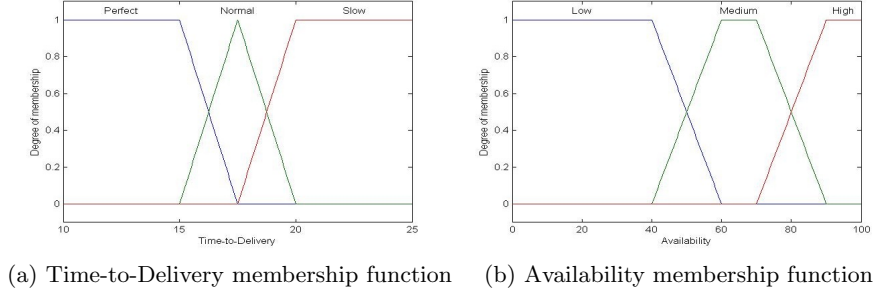 Perfect Normal Slow
1
0.8
0.6
0.4
0.2
0
Degree of membership
10 15 20 25
Time-to-Delivery
(a) Time-to-Delivery membership function
Low Medium High
1
0.8
0.6
0.4
0.2
0
Degree of membership
0 20 40 60 80 100
Availability
(b) Availability membership function